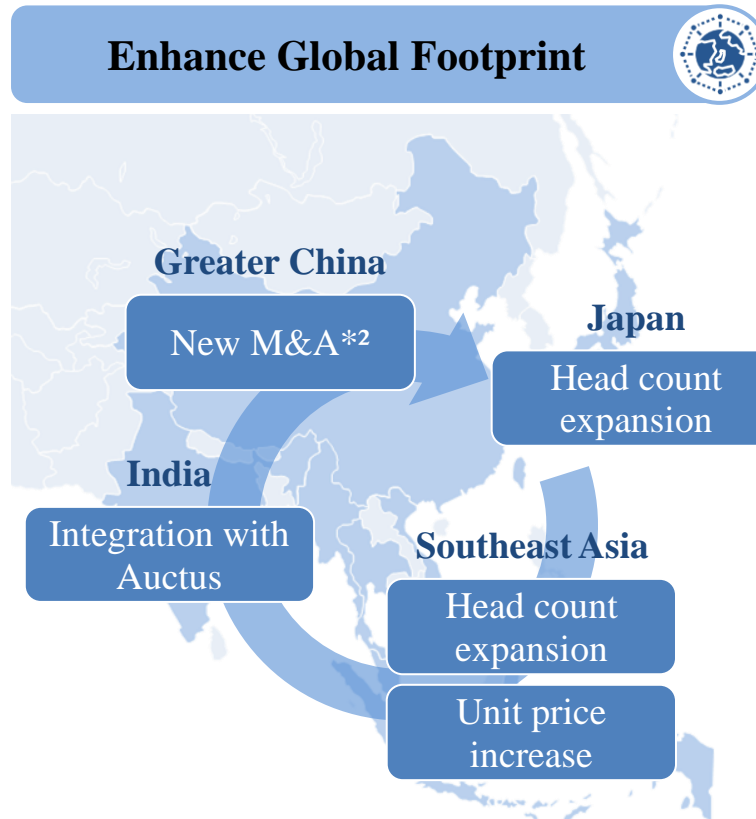 Enhance Global Footprint
Greater China
New M&A*²
Japan
Head count
expansion
India
Integration with
Auctus
Southeast Asia
Head count
expansion
Unit price
increase